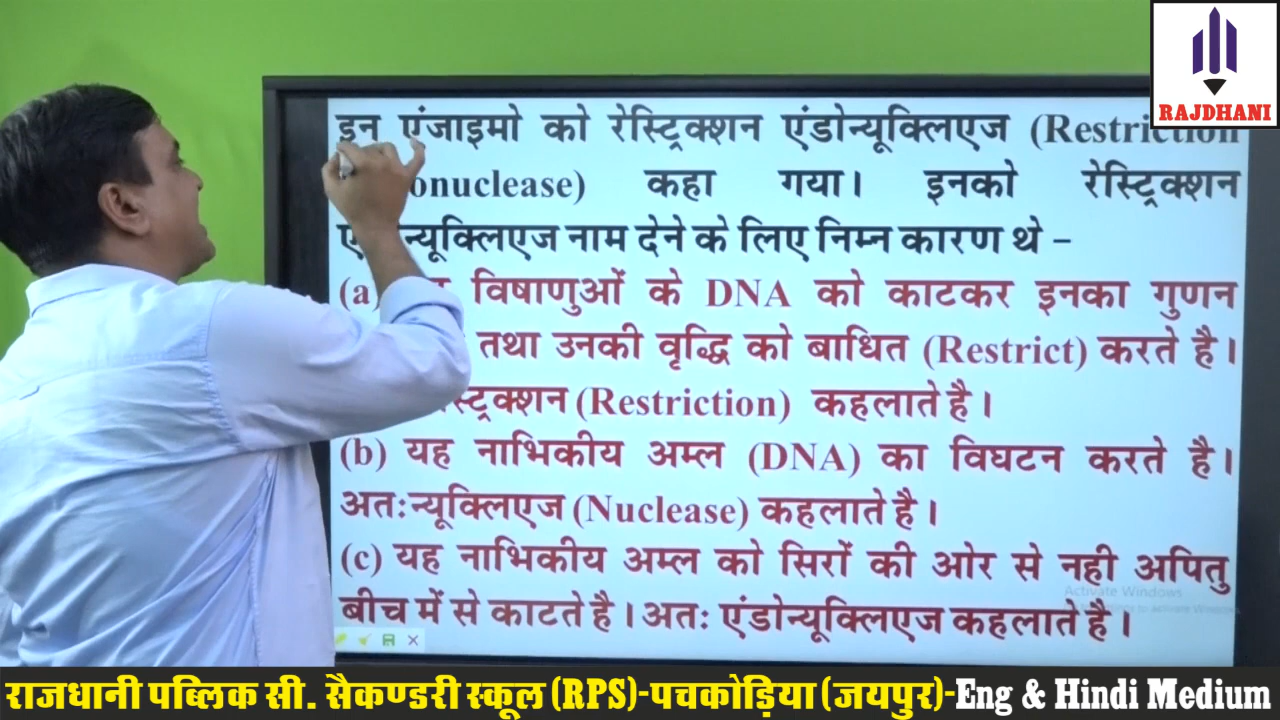 RAJDHANI
इन एंजाइमो को रेस्ट्रिक्शन एंडोन्यूक्लिएज (Restriction
onuclease) कहा गया। इनको रेस्ट्रिक्शन
न्यूक्लिएज नाम देने के लिए निम्न कारण थे –
(a) विषाणुओं के DNA को काटकर इनका गुणन
तथा उनकी वृद्धि को बाधित (Restrict) करते है।
स्ट्रिक्शन (Restriction) कहलाते है।
(b) यह नाभिकीय अम्ल (DNA) का विघटन करते है।
अतः न्यूक्लिएज (Nuclease) कहलाते है।
(c) यह नाभिकीय अम्ल को सिरों की ओर से नही अपितु
बीच में से काटते है। अतः एंडोन्यूक्लिएज कहलाते है।
Activate Windows
राजधानी पब्लिक सी. सैकण्डरी स्कूल (RPS)-पचकोड़िया (जयपुर)-Eng & Hindi Medium